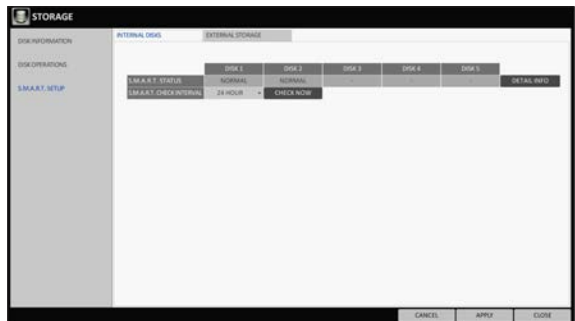 STORAGE
INTERNAL DISKS EXTERNAL STORAGE
DISK INFORMATION
DISK OPERATIONS
S.M.A.R.T. SETUP
DISK 1 DISK 2 DISK 3 DISK 4 DISK 5
S.M.A.R.T. STATUS NORMAL NORMAL - - - DETAIL INFO
S.M.A.R.T. CHECK INTERVAL 24 HOUR CHECK NOW
CANCEL APPLY CLOSE